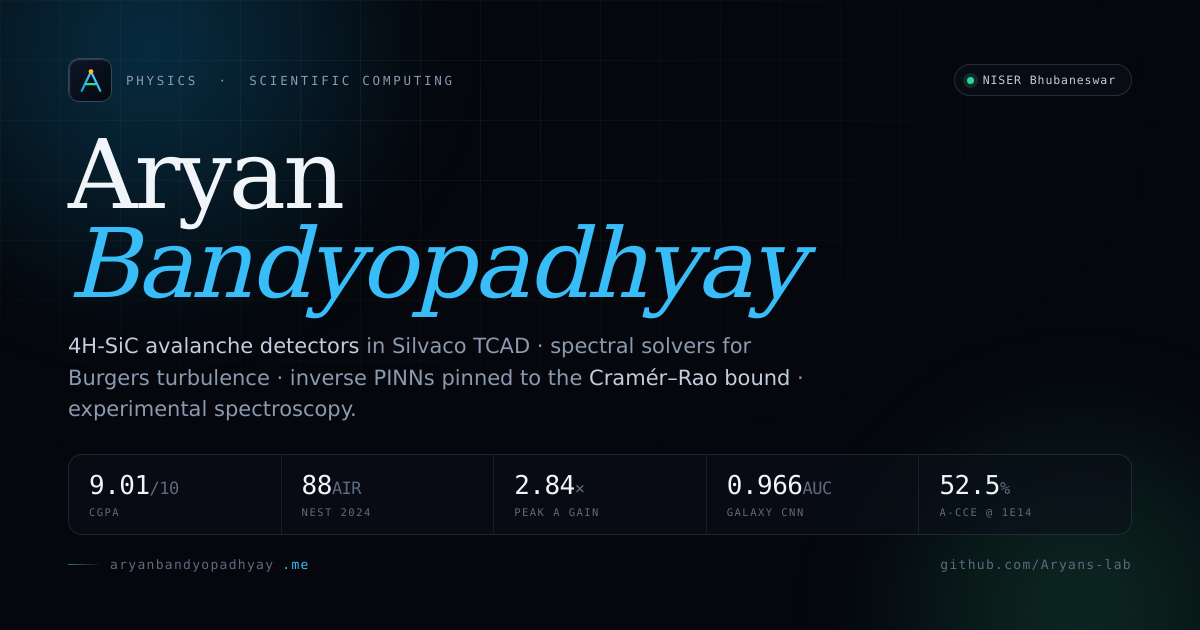 PHYSICS · SCIENTIFIC COMPUTING
NISER Bhubaneswar
Aryan
Bandyopadhyay
4H-SiC avalanche detectors in Silvaco TCAD · spectral solvers for
Burgers turbulence · inverse PINNs pinned to the Cramér–Rao bound ·
experimental spectroscopy.
9.01/10
CGPA
88AIR
NEST 2024
2.84×
PEAK A GAIN
0.966AUC
GALAXY CNN
52.5%
A-CCE @ 1E14
aryanbandyopadhyay .me
github.com/Aryans-lab